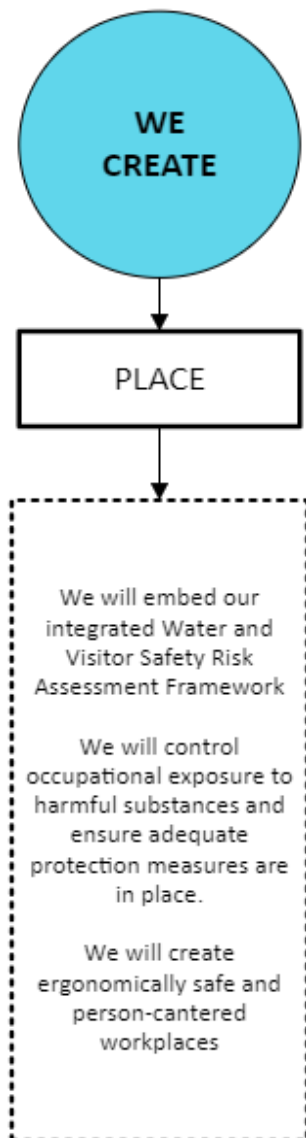 WE
CREATE
PLACE
We will embed our
integrated Water and
Visitor Safety Risk
Assessment Framework
We will control
occupational exposure to
harmful substances and
ensure adequate
protection measures are
in place.
We will create
ergonomically safe and
person-cantered
workplaces